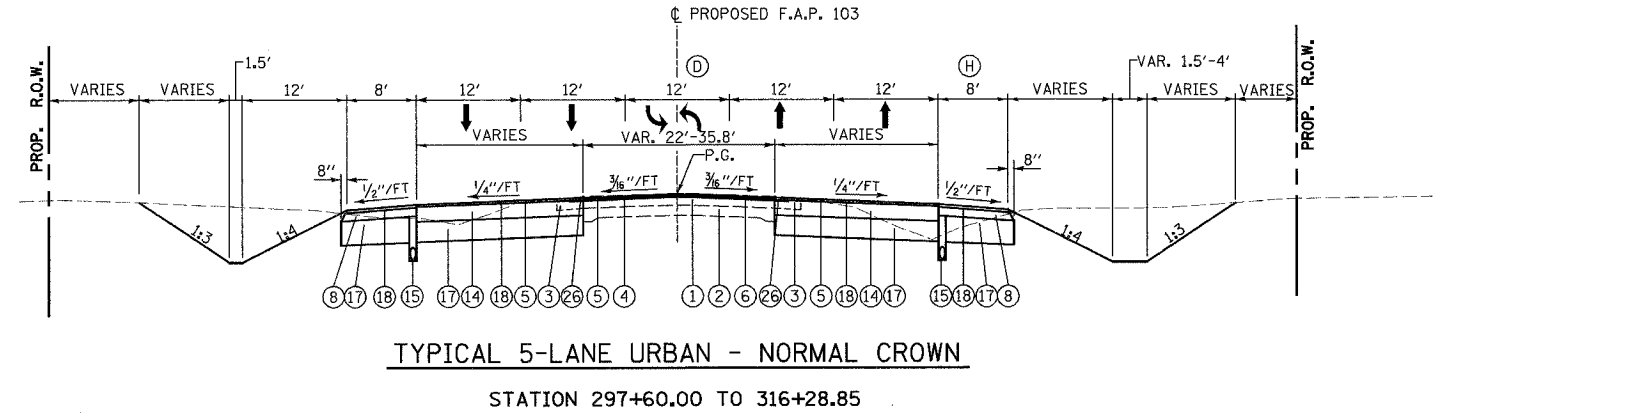 ℄ PROPOSED F.A.P. 103
PROP. R.O.W.
PROP. R.O.W.
1.5'
D
H
VAR. 1.5'-4'
VARIES VARIES 12' 8' 12' 12' 12' 12' 12' 8' VARIES VARIES VARIES
VARIES VAR. 22'-35.8' VARIES
P.G.
8" 8"
1/2"/FT 1/4"/FT 3/16"/FT 3/16"/FT 1/4"/FT 1/2"/FT
1:3 1:4 1:4 1:3
8 17 18 15 17 14 18 5 3 26 5 4 1 2 6 26 3 5 18 14 17 15 18 17 8
TYPICAL 5-LANE URBAN - NORMAL CROWN
STATION 297+60.00 TO 316+28.85